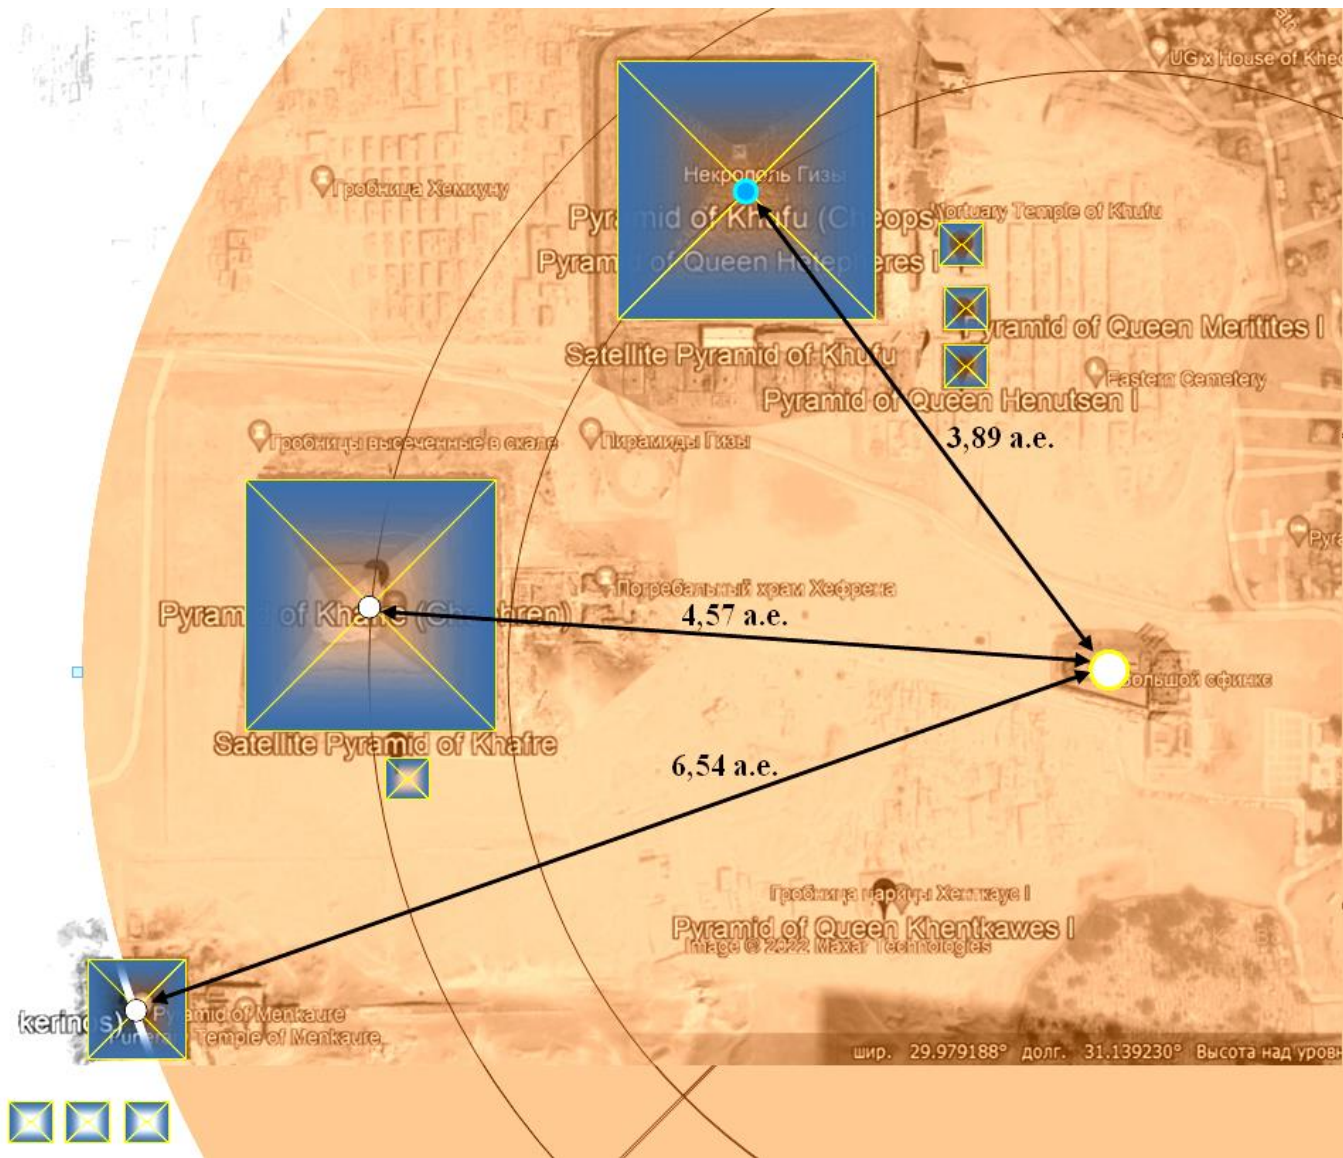 UG x House of Kheo
Гробница Хемиуну
Некрополь Гизы
Mortuary Temple of Khufu
Pyramid of Khufu (Cheops)
Pyramid of Queen Hetepheres I
Pyramid of Queen Meritites I
Satellite Pyramid of Khufu
Eastern Cemetery
Pyramid of Queen Henutsen I
Гробницы высеченные в скале
Пирамиды Гизы
3,89 а.е.
Pyra
Погребальный храм Хефрена
Pyramid of Khafre (Chephren)
4,57 а.е.
Большой сфинкс
Satellite Pyramid of Khafre
6,54 а.е.
Гробница царицы Хенткаус I
Pyramid of Queen Khentkawes I
Image © 2022 Maxar Technologies
Pyramid of Menkaure
kerinos)
Temple of Menkaure
шир. 29.979188° долг. 31.139230° Высота над уровн